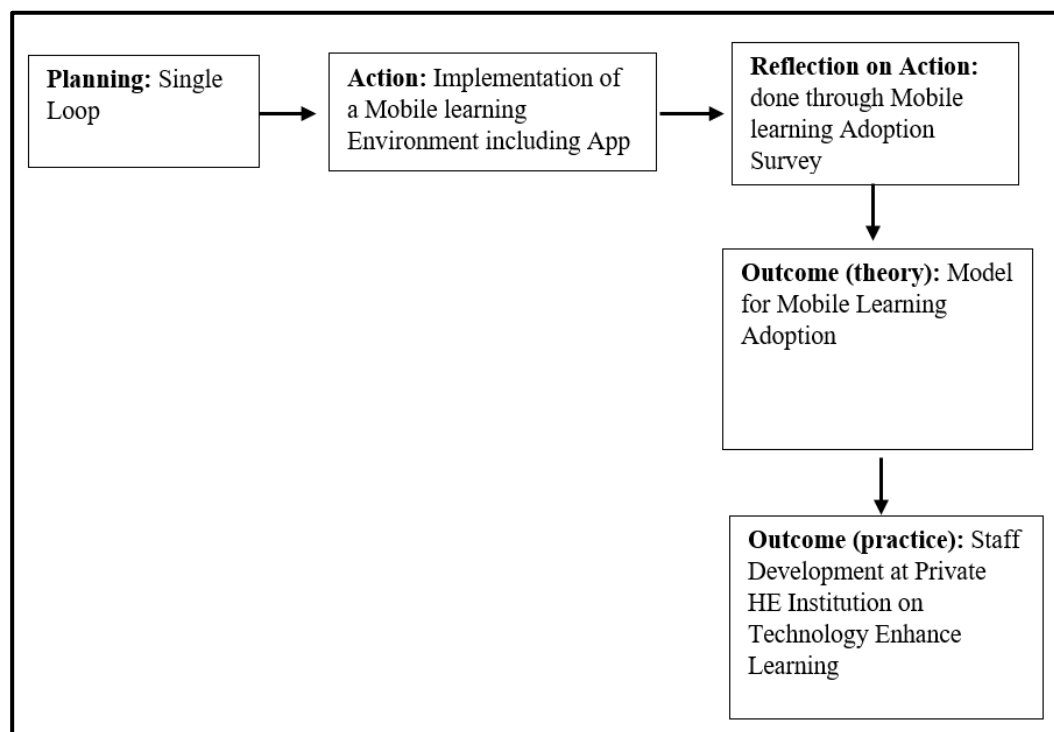 Planning: Single
Loop
Action: Implementation of
a Mobile learning
Environment including App
Reflection on Action:
done through Mobile
learning Adoption
Survey
Outcome (theory): Model
for Mobile Learning
Adoption
Outcome (practice): Staff
Development at Private
HE Institution on
Technology Enhance
Learning